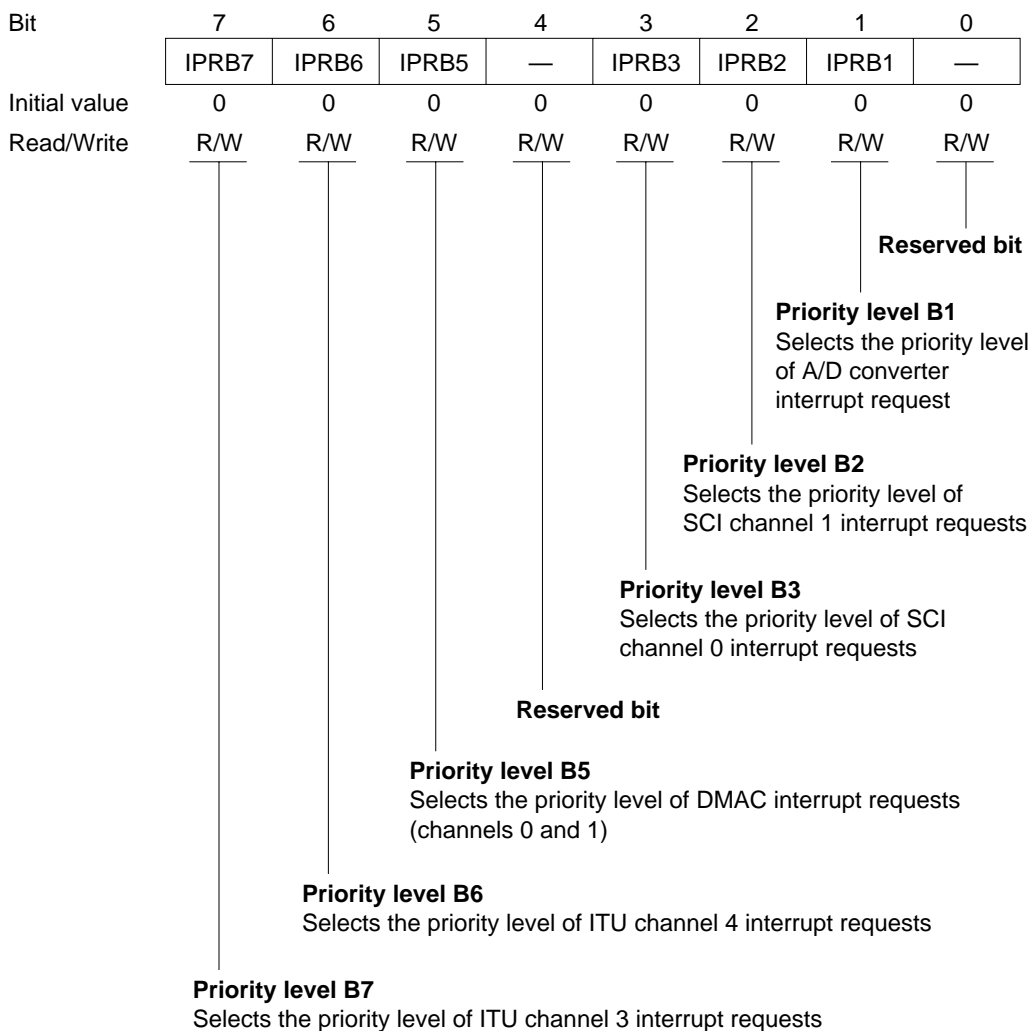 Bit 7 6 5 4 3 2 1 0
IPRB7 IPRB6 IPRB5 — IPRB3 IPRB2 IPRB1 —
Initial value 0 0 0 0 0 0 0 0
Read/Write R/W R/W R/W R/W R/W R/W R/W R/W
Reserved bit
Priority level B1
Selects the priority level
of A/D converter
interrupt request
Priority level B2
Selects the priority level of
SCI channel 1 interrupt requests
Priority level B3
Selects the priority level of SCI
channel 0 interrupt requests
Reserved bit
Priority level B5
Selects the priority level of DMAC interrupt requests
(channels 0 and 1)
Priority level B6
Selects the priority level of ITU channel 4 interrupt requests
Priority level B7
Selects the priority level of ITU channel 3 interrupt requests